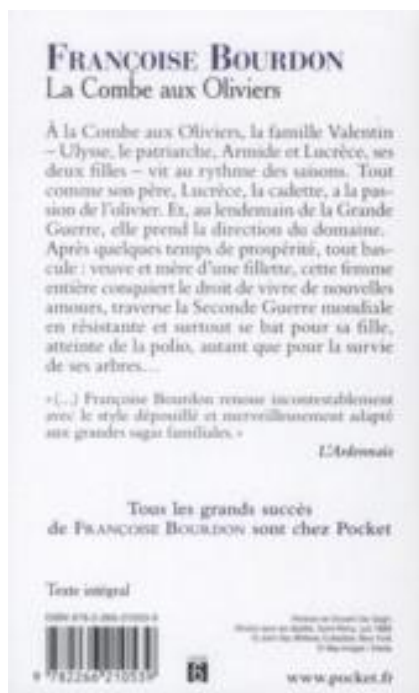 FRANÇOISE BOURDON
La Combe aux Oliviers
À la Combe aux Oliviers, la famille Valentin
– Ulysse, le patriarche, Armide et Lucrèce, ses
deux filles – vit au rythme des saisons. Tout
comme son père, Lucrèce, la cadette, a la pas-
sion de l'olivier. Et, au lendemain de la Grande
Guerre, elle prend la direction du domaine.
Après quelques temps de prospérité, tout bas-
cule : veuve et mère d'une fillette, cette femme
entière conquiert le droit de vivre de nouvelles
amours, traverse la Seconde Guerre mondiale
en résistante et surtout se bat pour sa fille,
atteinte de la polio, autant que pour la survie
de ses arbres...
«(...) Françoise Bourdon renoue incontestablement
avec le style dépouillé et merveilleusement adapté
aux grandes sagas familiales. »
L'Ardennais
Tous les grands succès
de FRANÇOISE BOURDON sont chez Pocket
Texte intégral
9 782266 210539
www.pocket.fr